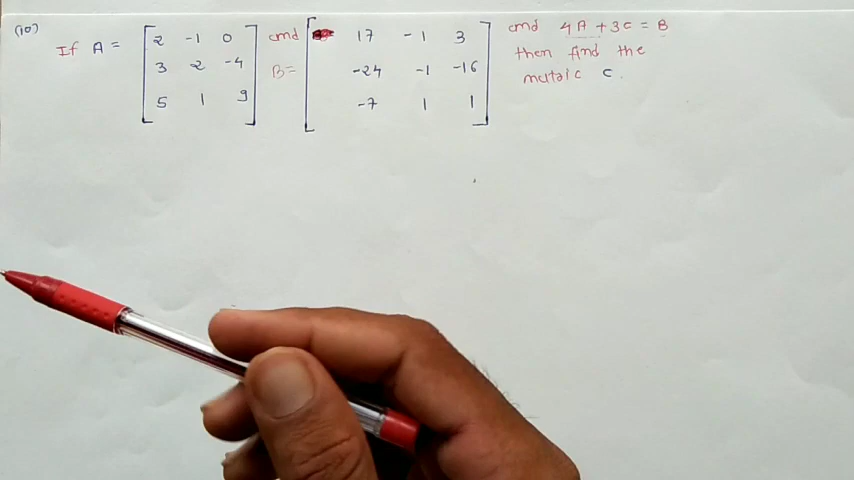 (10)
If A = [ 2 -1 0 ] and [ 17 -1 3 ] and 4A + 3C = B
3 2 -4 B = -24 -1 -16 then find the
5 1 9 -7 1 1 matric C.